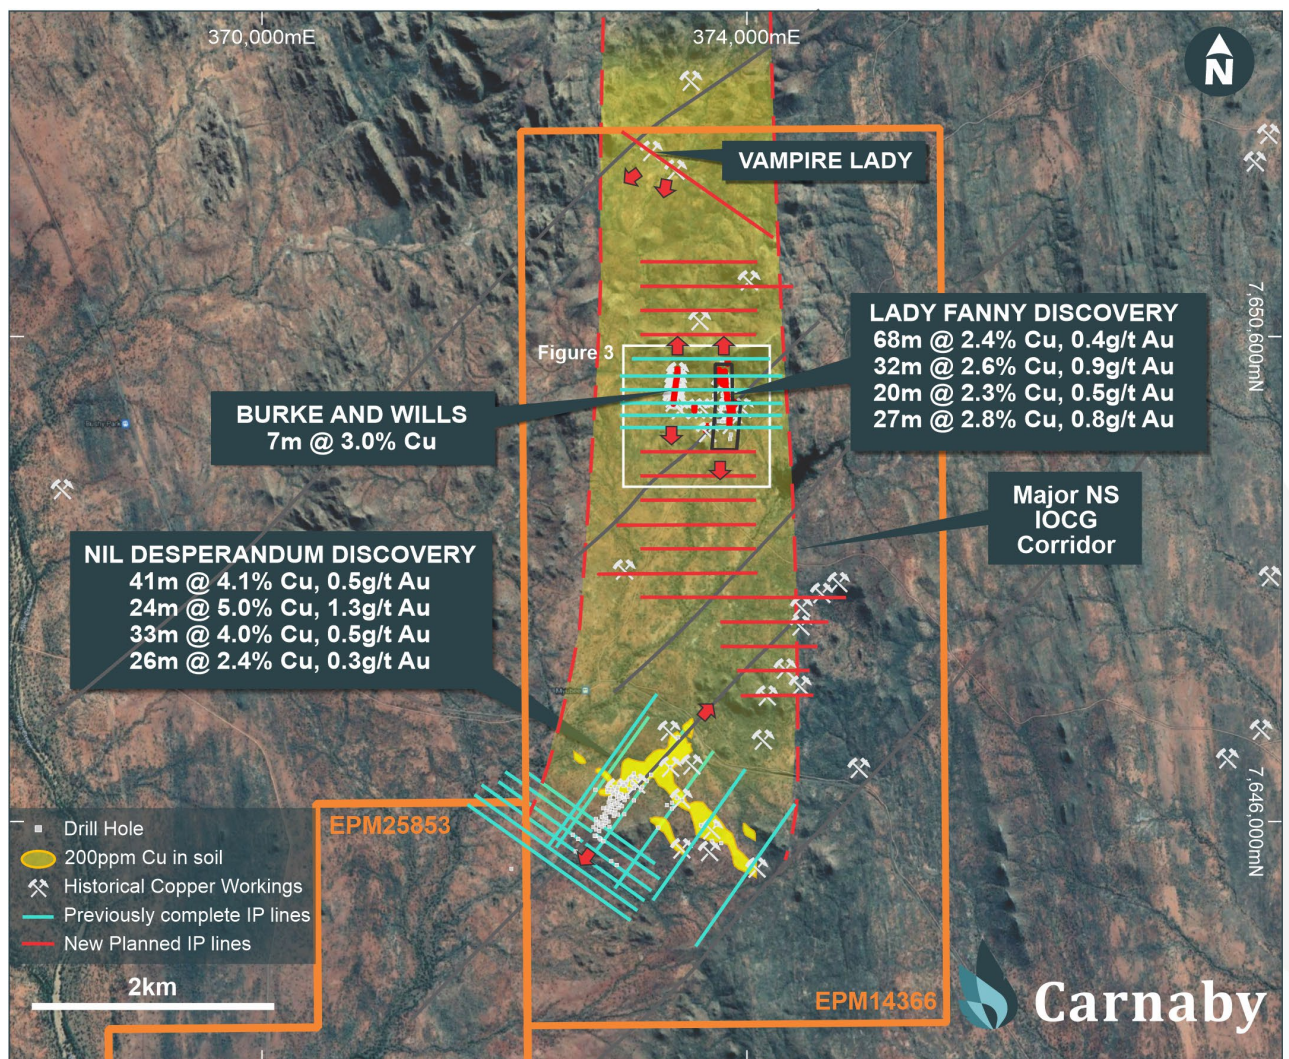 370,000mE
374,000mE
N
VAMPIRE LADY
7,650,600mN
LADY FANNY DISCOVERY
68m @ 2.4% Cu, 0.4g/t Au
32m @ 2.6% Cu, 0.9g/t Au
20m @ 2.3% Cu, 0.5g/t Au
27m @ 2.8% Cu, 0.8g/t Au
Figure 3
BURKE AND WILLS
7m @ 3.0% Cu
Major NS
IOCG
Corridor
NIL DESPERANDUM DISCOVERY
41m @ 4.1% Cu, 0.5g/t Au
24m @ 5.0% Cu, 1.3g/t Au
33m @ 4.0% Cu, 0.5g/t Au
26m @ 2.4% Cu, 0.3g/t Au
7,646,000mN
EPM25853
Drill Hole
200ppm Cu in soil
Historical Copper Workings
Previously complete IP lines
New Planned IP lines
2km
EPM14366
Carnaby